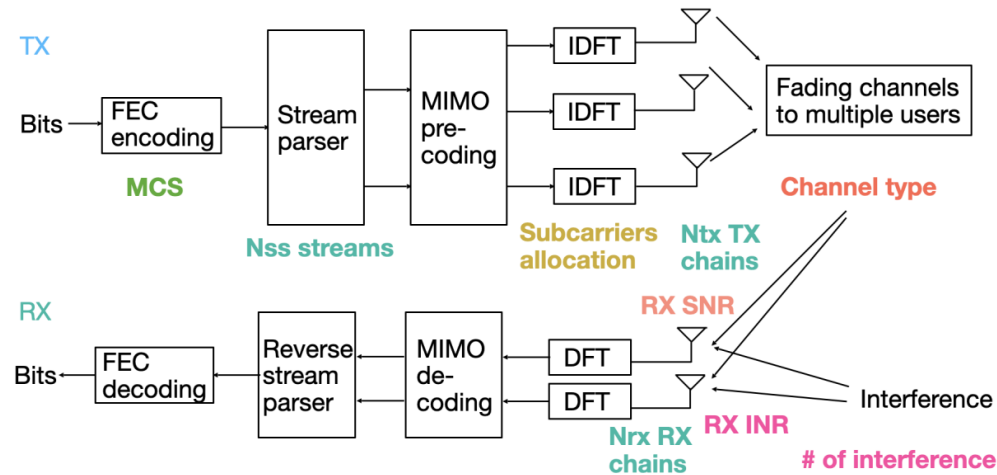 TX
Bits
FEC
encoding
MCS
Stream
parser
Nss streams
MIMO
pre-
coding
IDFT
IDFT
IDFT
Subcarriers
allocation
Ntx TX
chains
Fading channels
to multiple users
Channel type
RX
Bits
FEC
decoding
Reverse
stream
parser
MIMO
de-
coding
DFT
DFT
Nrx RX
chains
RX SNR
RX INR
Interference
# of interference